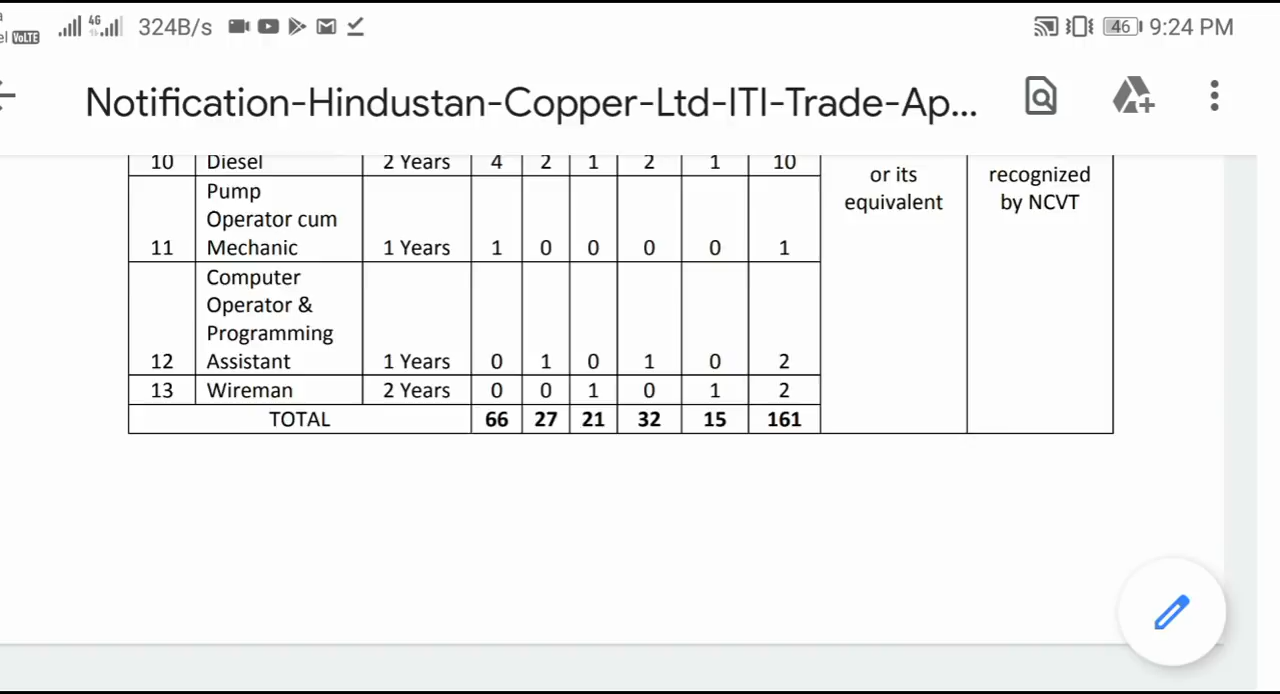 4G 324B/s 46 9:24 PM
VoLTE
Notification-Hindustan-Copper-Ltd-ITI-Trade-Ap...
10 Diesel 2 Years 4 2 1 2 1 10
or its
equivalent
recognized
by NCVT
Pump
Operator cum
11 Mechanic 1 Years 1 0 0 0 0 1
Computer
Operator &
Programming
12 Assistant 1 Years 0 1 0 1 0 2
13 Wireman 2 Years 0 0 1 0 1 2
TOTAL 66 27 21 32 15 161